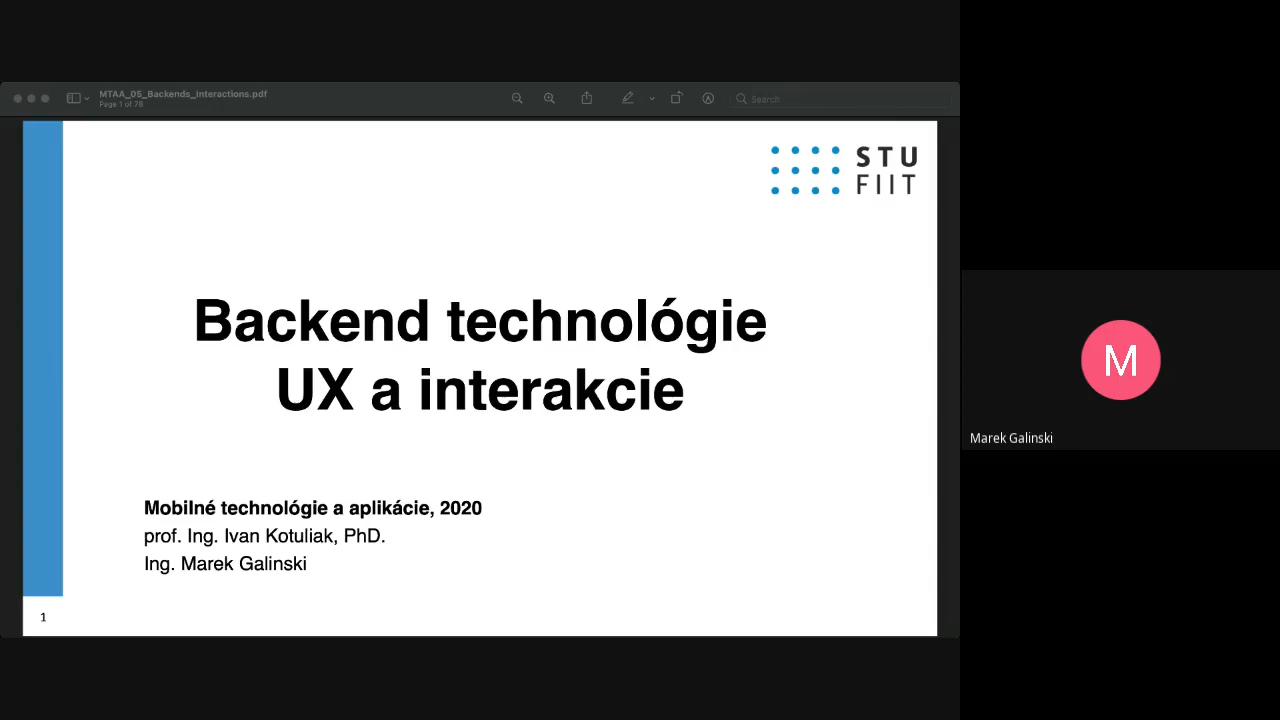 MTAA_05_Backends_Interactions.pdf
Page 1 of 78
Search
STU
FIIT
Backend technológie
UX a interakcie
Mobilné technológie a aplikácie, 2020
prof. Ing. Ivan Kotuliak, PhD.
Ing. Marek Galinski
1
M
Marek Galinski